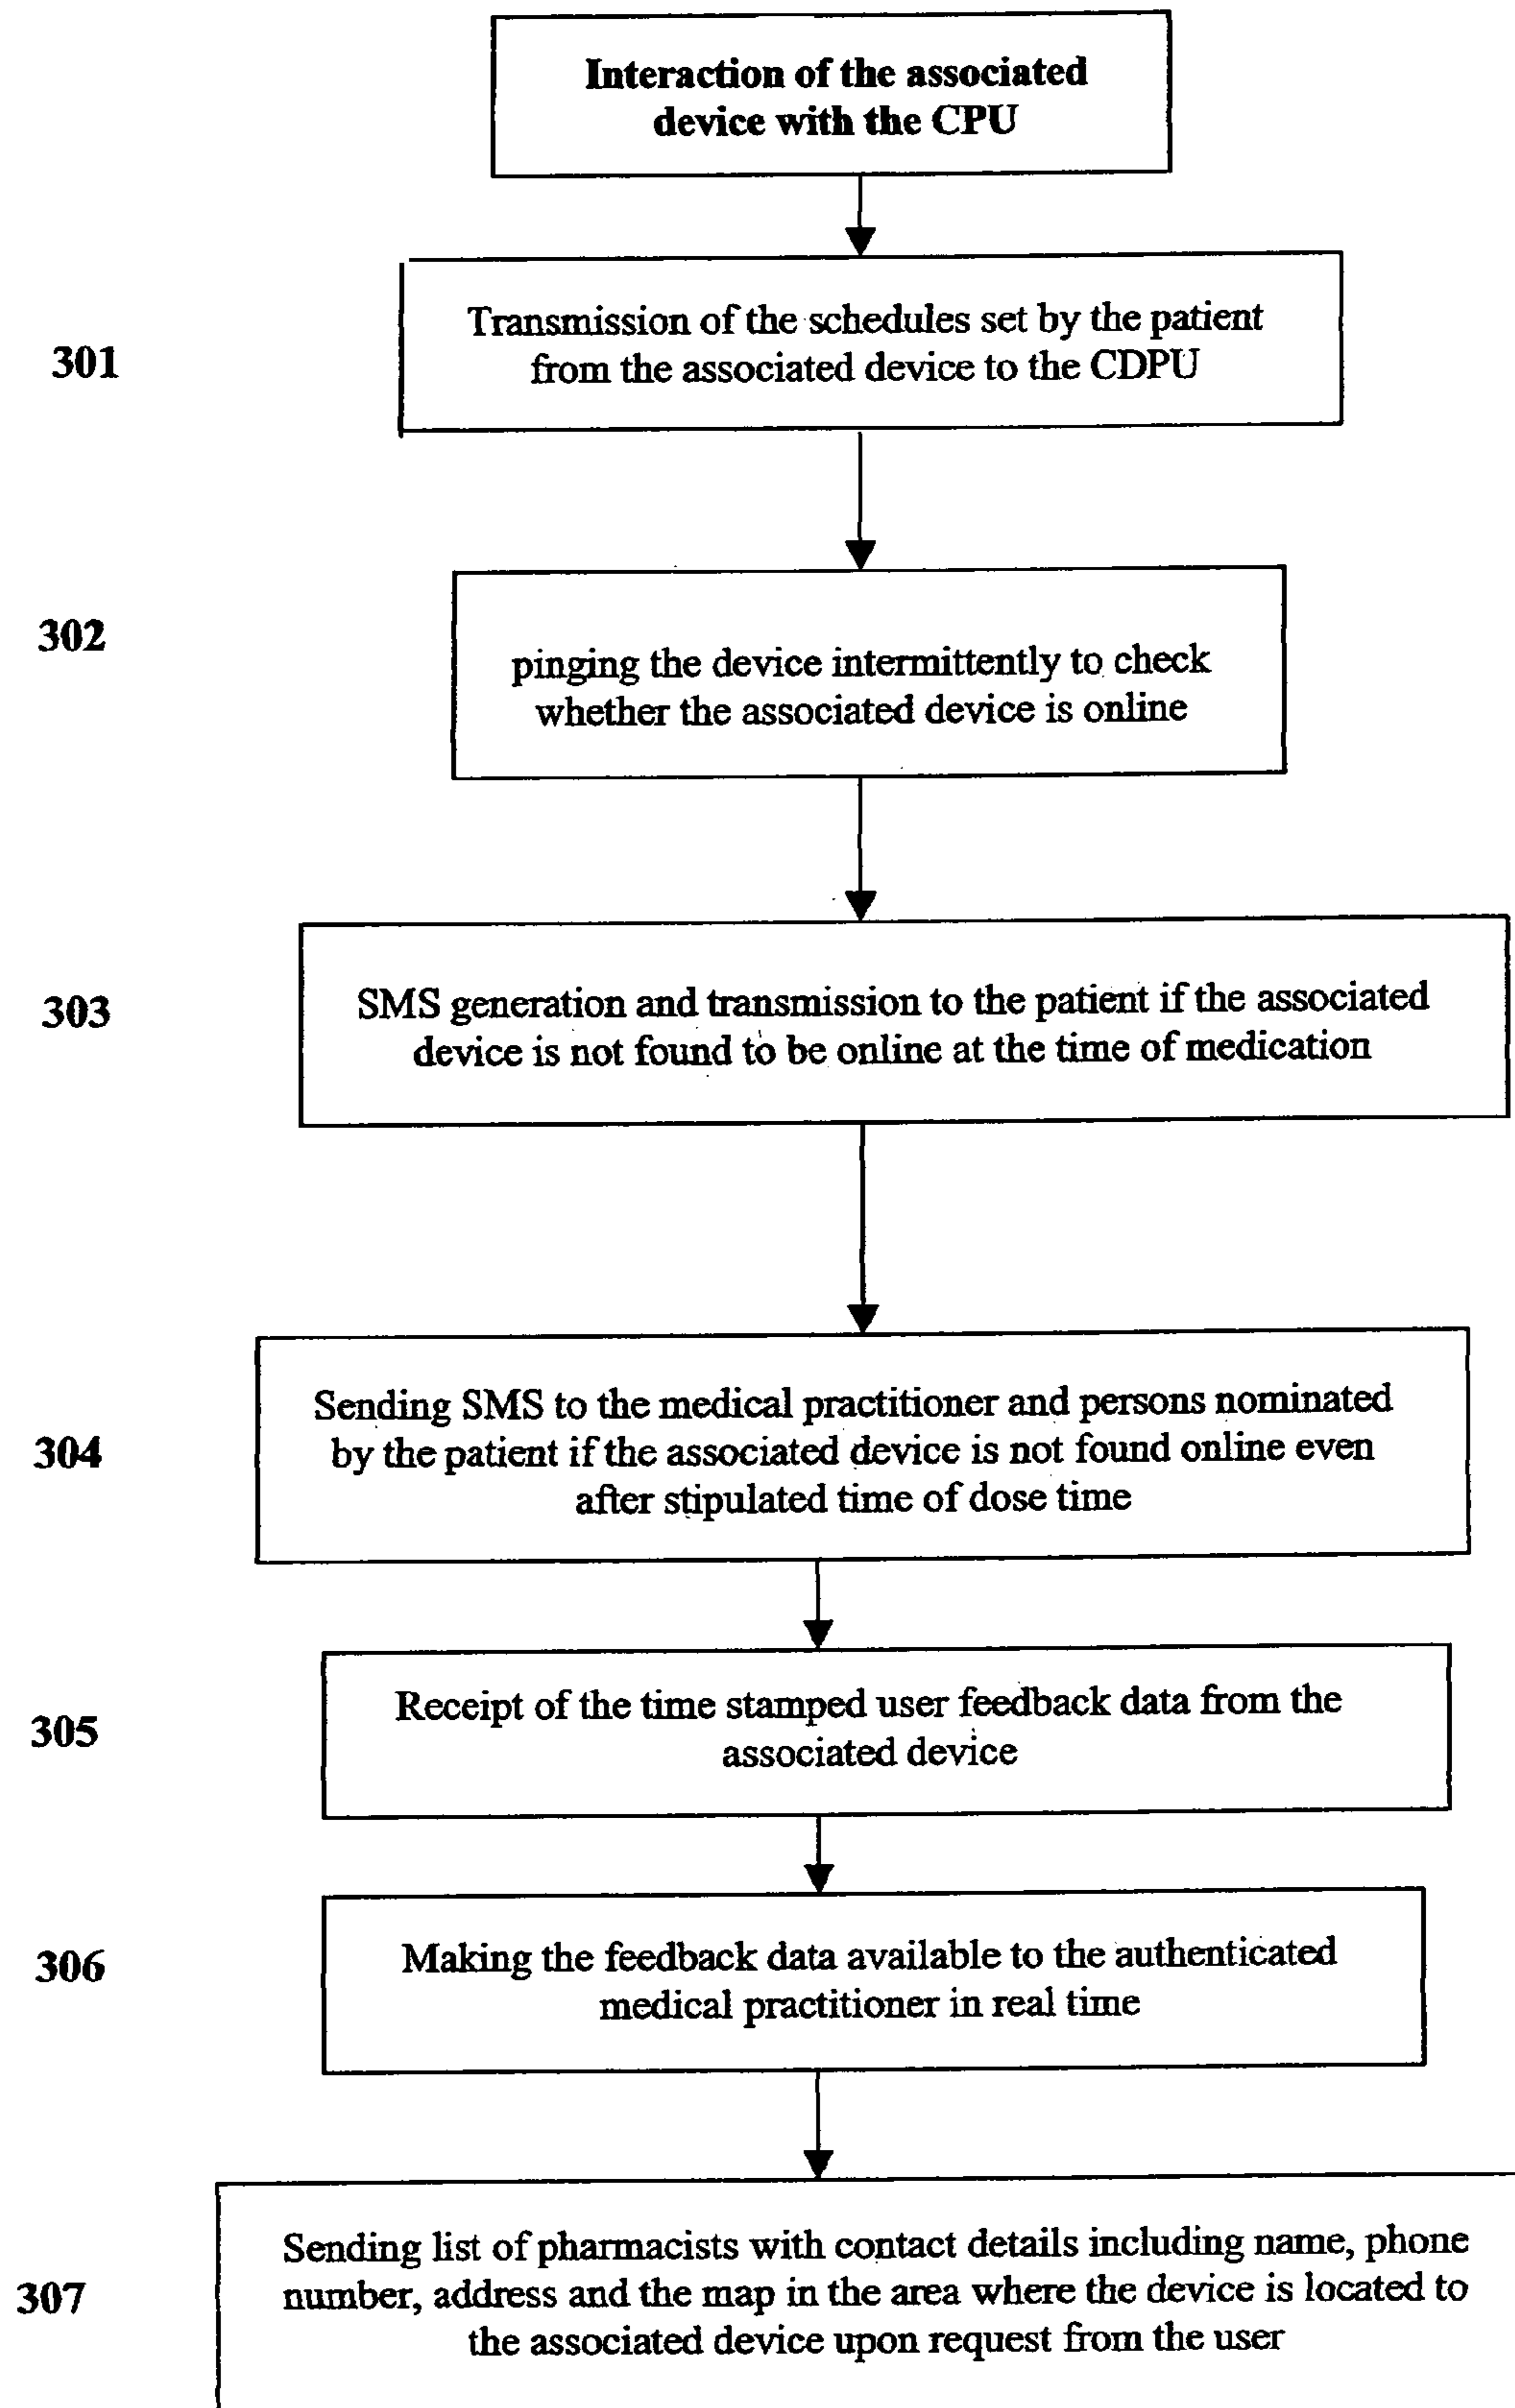 Interaction of the associated
device with the CPU
301
Transmission of the schedules set by the patient
from the associated device to the CDPU
302
pinging the device intermittently to check
whether the associated device is online
303
SMS generation and transmission to the patient if the associated
device is not found to be online at the time of medication
304
Sending SMS to the medical practitioner and persons nominated
by the patient if the associated device is not found online even
after stipulated time of dose time
305
Receipt of the time stamped user feedback data from the
associated device
306
Making the feedback data available to the authenticated
medical practitioner in real time
307
Sending list of pharmacists with contact details including name, phone
number, address and the map in the area where the device is located to
the associated device upon request from the user